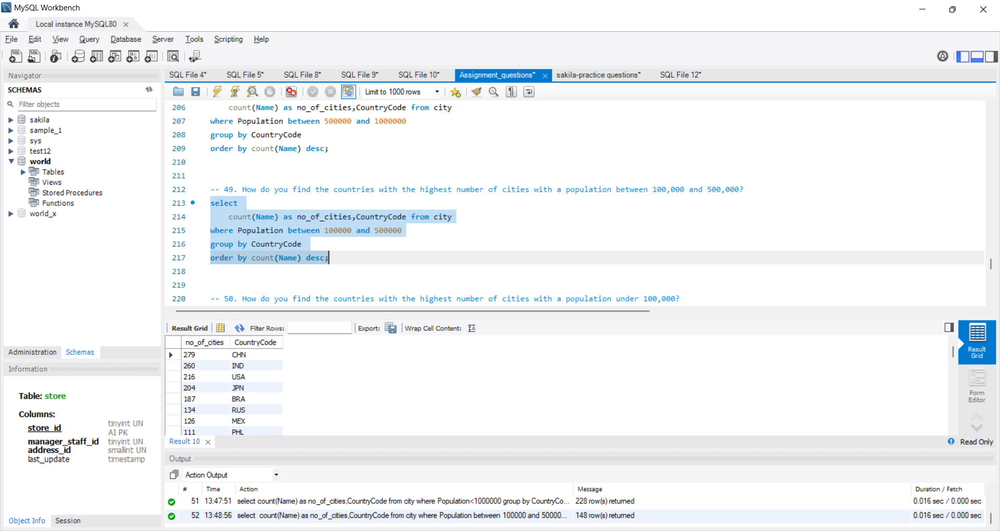 MySQL Workbench
Local instance MySQL80
File Edit View Query Database Server Tools Scripting Help
Navigator
SCHEMAS
Filter objects
sakila
sample_1
sys
test12
world
Tables
Views
Stored Procedures
Functions
world_x
Administration Schemas
Information
Table: store
Columns:
store_id tinyint UN AI PK
manager_staff_id tinyint UN
address_id smallint UN
last_update timestamp
Object Info Session
SQL File 4* SQL File 5* SQL File 8* SQL File 9* SQL File 10* Assignment_questions* sakila-practice questions* SQL File 12*
Limit to 1000 rows
206 count(Name) as no_of_cities,CountryCode from city
207 where Population between 500000 and 1000000
208 group by CountryCode
209 order by count(Name) desc;
210
211
212 -- 49. How do you find the countries with the highest number of cities with a population between 100,000 and 500,000?
213 select
214 count(Name) as no_of_cities,CountryCode from city
215 where Population between 100000 and 500000
216 group by CountryCode
217 order by count(Name) desc;
218
219
220 -- 50. How do you find the countries with the highest number of cities with a population under 100,000?
Result Grid Filter Rows: Export: Wrap Cell Content:
no_of_cities CountryCode
279 CHN
260 IND
216 USA
204 JPN
187 BRA
134 RUS
126 MEX
111 PHL
Result Grid
Form Editor
Result 10
Read Only
Output
Action Output
# Time Action Message Duration / Fetch
51 13:47:51 select count(Name) as no_of_cities,CountryCode from city where Population<1000000 group by CountryCo... 228 row(s) returned 0.016 sec / 0.000 sec
52 13:48:56 select count(Name) as no_of_cities,CountryCode from city where Population between 100000 and 50000... 148 row(s) returned 0.016 sec / 0.000 sec